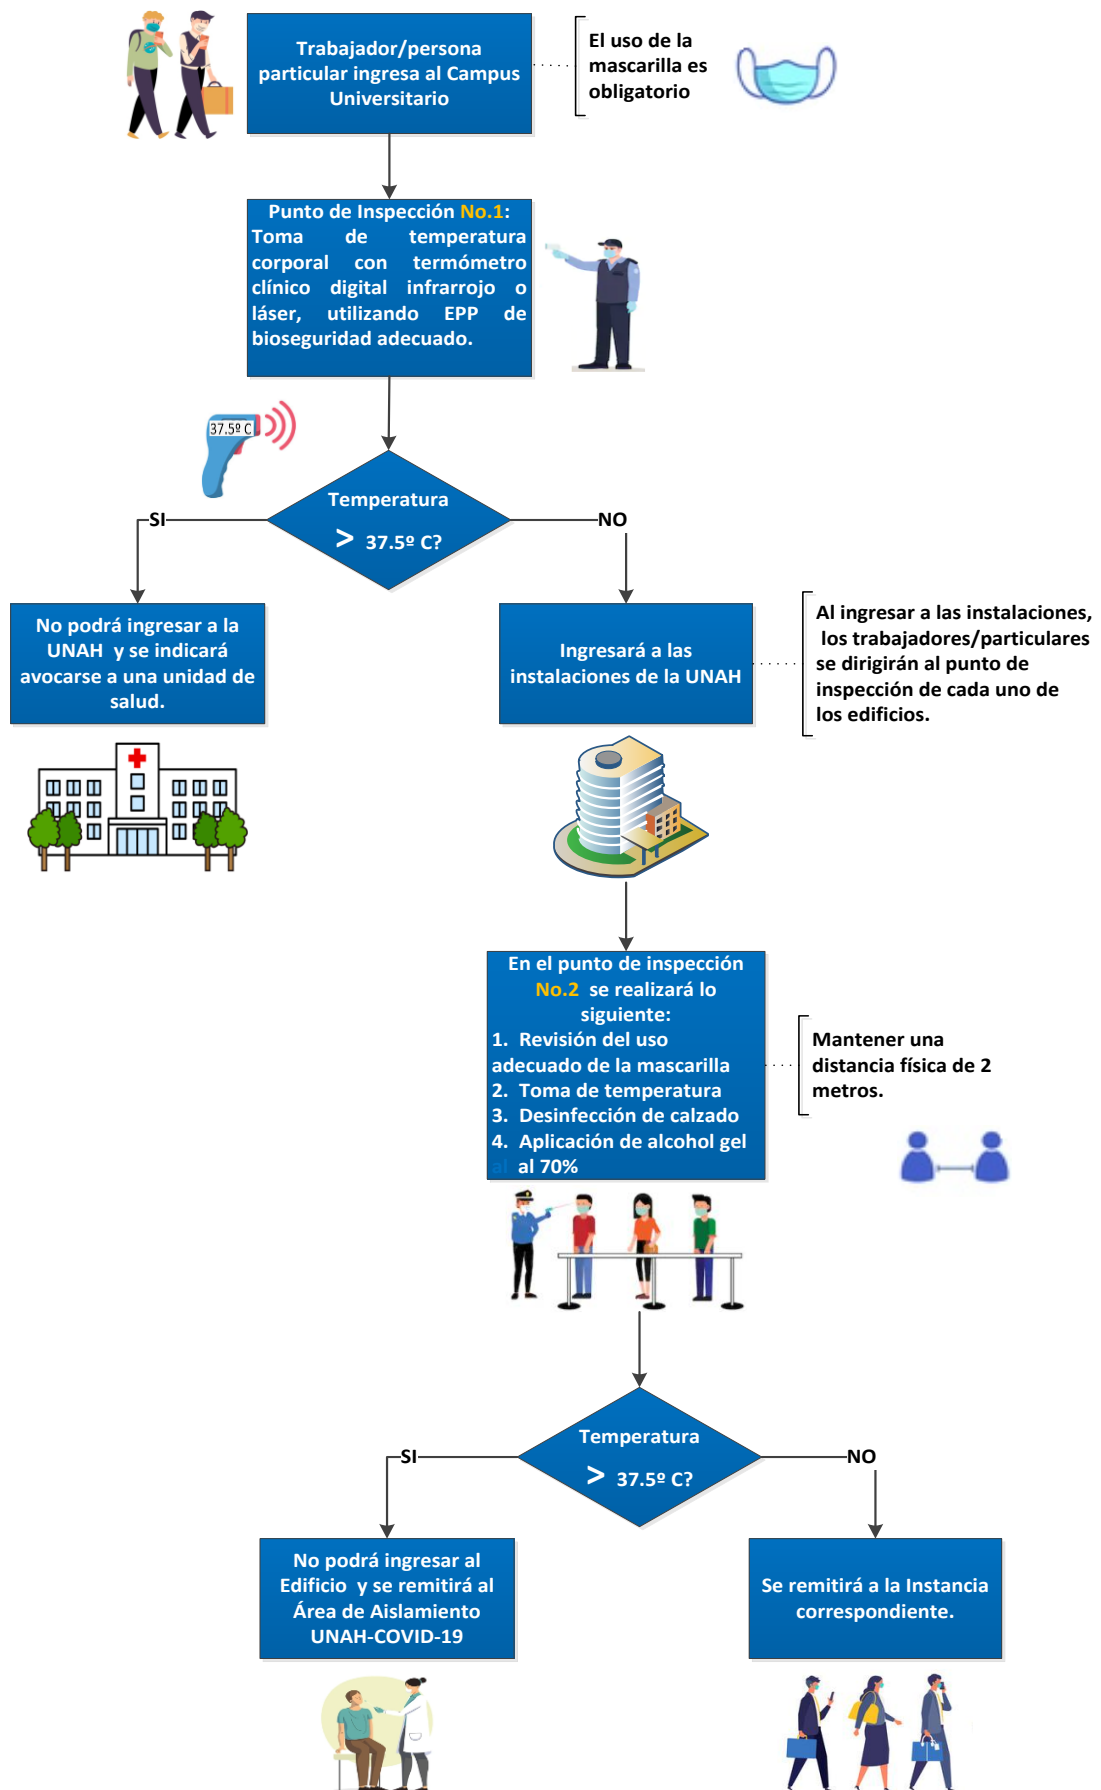 Trabajador/persona
particular ingresa al Campus
Universitario
El uso de la
mascarilla es
obligatorio
Punto de Inspección No.1:
Toma de temperatura
corporal con termómetro
clínico digital infrarrojo o
láser, utilizando EPP de
bioseguridad adecuado.
37.5º C
Temperatura
> 37.5º C?
SI
NO
No podrá ingresar a la
UNAH y se indicará
avocarse a una unidad de
salud.
Ingresará a las
instalaciones de la UNAH
Al ingresar a las instalaciones,
los trabajadores/particulares
se dirigirán al punto de
inspección de cada uno de
los edificios.
En el punto de inspección
No.2 se realizará lo
siguiente:
1. Revisión del uso
adecuado de la mascarilla
2. Toma de temperatura
3. Desinfección de calzado
4. Aplicación de alcohol gel
al al 70%
Mantener una
distancia física de 2
metros.
Temperatura
> 37.5º C?
SI
NO
No podrá ingresar al
Edificio y se remitirá al
Área de Aislamiento
UNAH-COVID-19
Se remitirá a la Instancia
correspondiente.